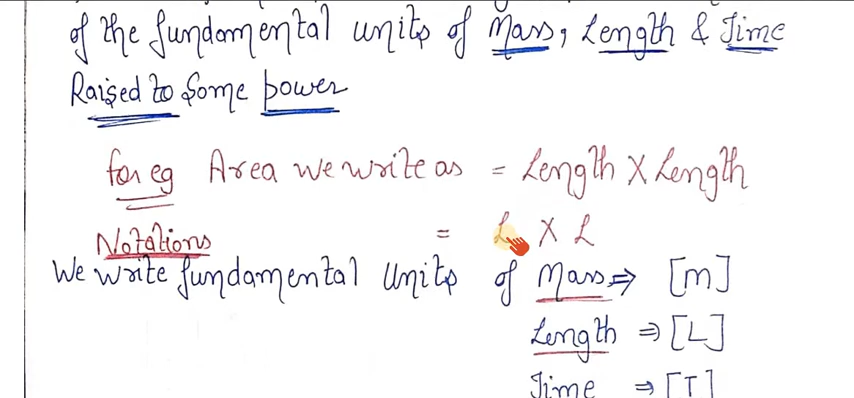 of the fundamental units of Mass, Length & Time
Raised to some power
for eg Area we write as = Length X Length
Notations = L X L
We write fundamental Units of Mass ⇒ [m]
Length ⇒ [L]
Time ⇒ [T]